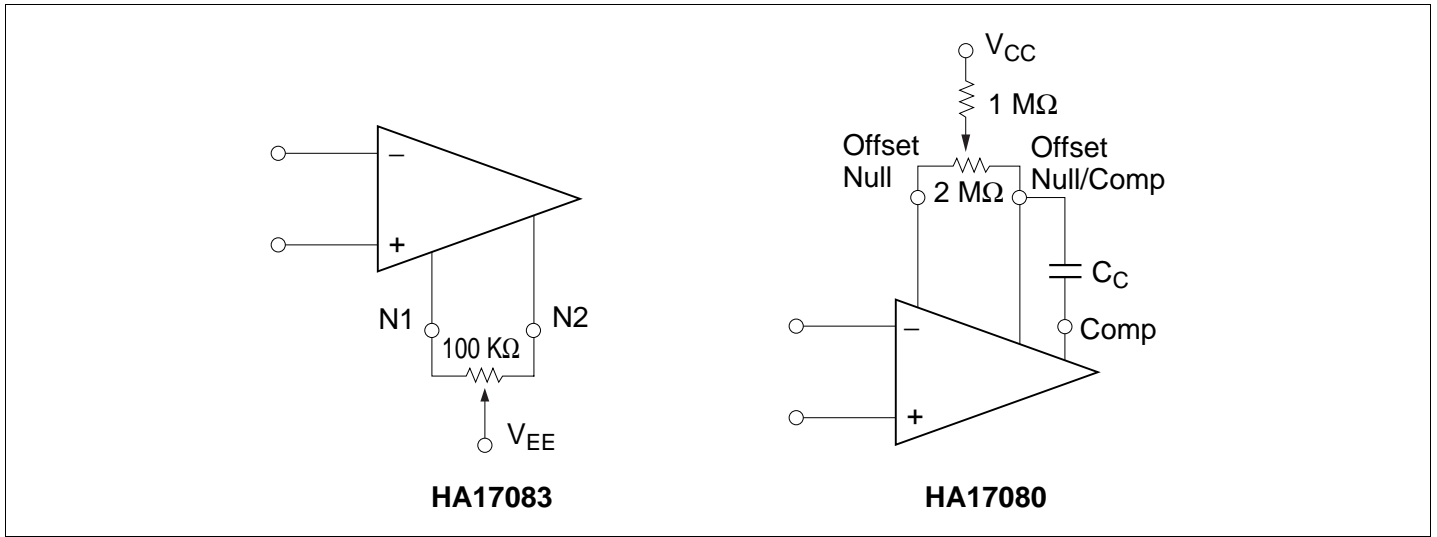 −
+
N1
N2
100 KΩ
V_EE
HA17083
V_CC
1 MΩ
Offset
Null
Offset
Null/Comp
2 MΩ
C_C
Comp
−
+
HA17080